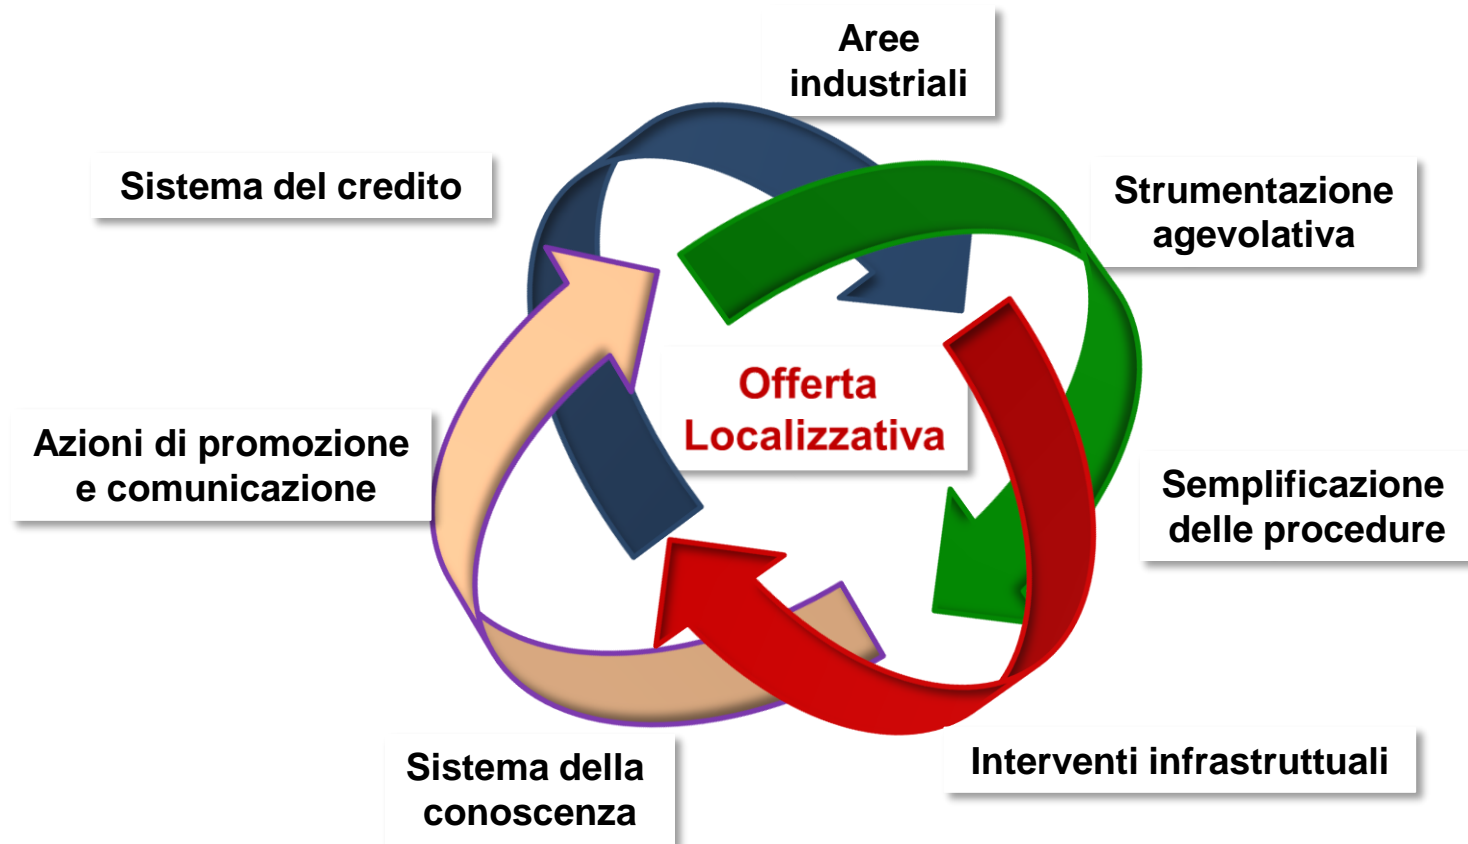 Aree
industriali
Sistema del credito
Strumentazione
agevolativa
Offerta
Localizzativa
Azioni di promozione
e comunicazione
Semplificazione
delle procedure
Interventi infrastruttuali
Sistema della
conoscenza